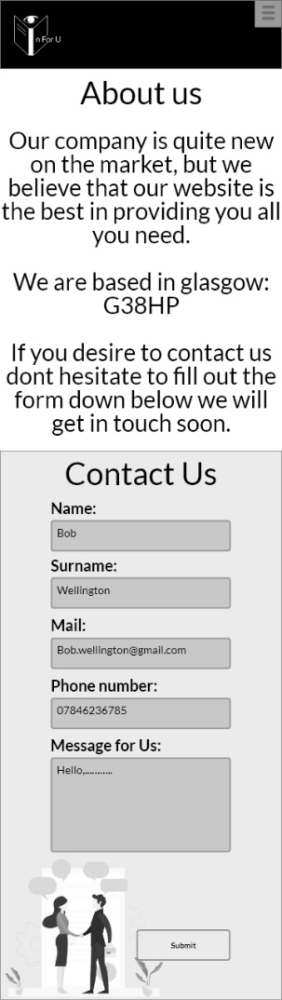 n For U
About us
Our company is quite new
on the market, but we
believe that our website is
the best in providing you all
you need.
We are based in glasgow:
G38HP
If you desire to contact us
dont hesitate to fill out the
form down below we will
get in touch soon.
Contact Us
Name:
Bob
Surname:
Wellington
Mail:
Bob.wellington@gmail.com
Phone number:
07846236785
Message for Us:
Hello,..........
Submit